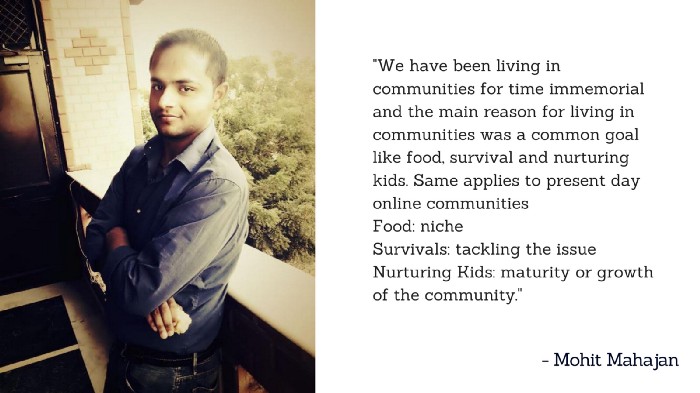 "We have been living in
communities for time immemorial
and the main reason for living in
communities was a common goal
like food, survival and nurturing
kids. Same applies to present day
online communities
Food: niche
Survivals: tackling the issue
Nurturing Kids: maturity or growth
of the community."
- Mohit Mahajan